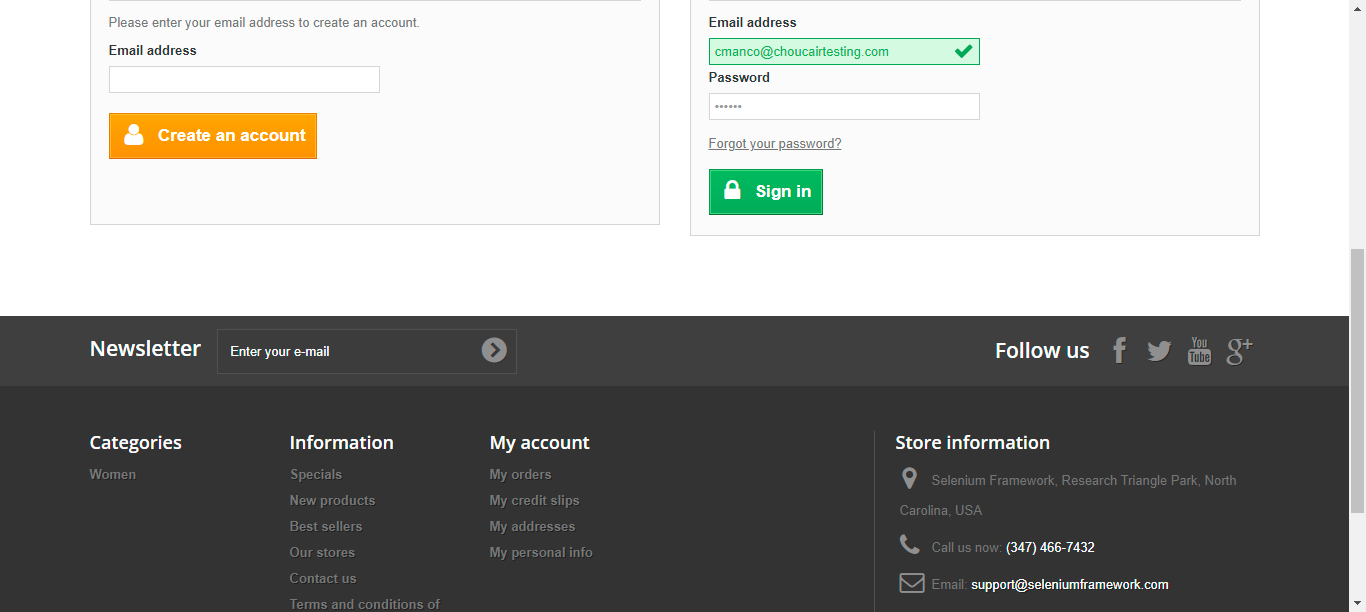 Please enter your email address to create an account.
Email address
Create an account
Email address
cmanco@choucairtesting.com
Password
••••••
Forgot your password?
Sign in
Newsletter
Enter your e-mail
Follow us
You
Tube
g+
Categories
Women
Information
Specials
New products
Best sellers
Our stores
Contact us
Terms and conditions of
My account
My orders
My credit slips
My addresses
My personal info
Store information
Selenium Framework, Research Triangle Park, North
Carolina, USA
Call us now: (347) 466-7432
Email: support@seleniumframework.com